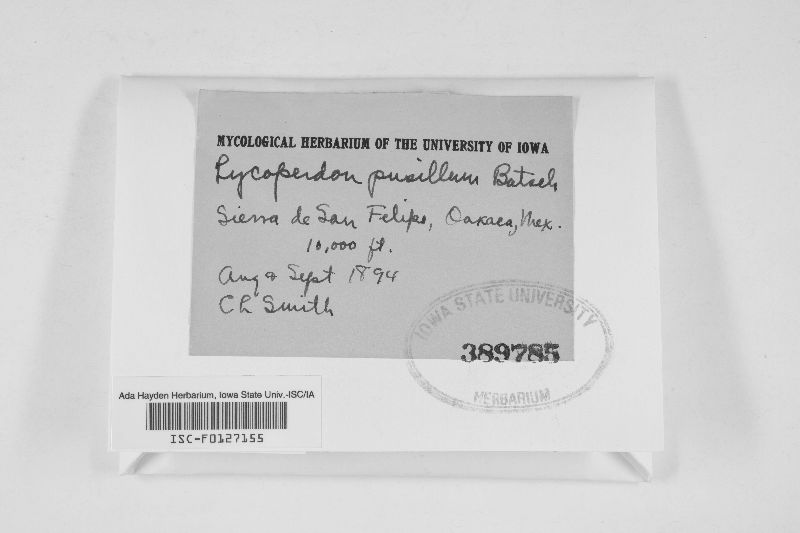 MYCOLOGICAL HERBARIUM OF THE UNIVERSITY OF IOWA
Lycoperdon pusillum Batsch
Sierra de San Felipe, Oaxaca, Mex.
10,000 ft.
Aug & Sept 1894
CL Smith
IOWA STATE UNIVERSITY
389785
HERBARIUM
Ada Hayden Herbarium, Iowa State Univ.-ISC/IA
ISC-F0127155